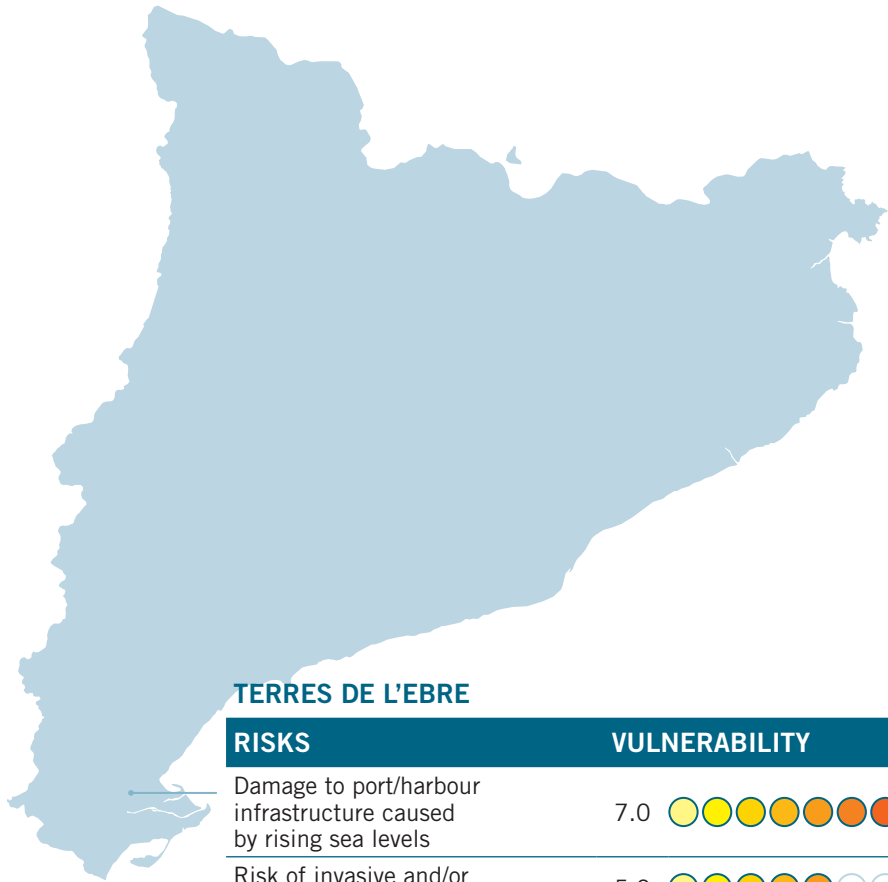 TERRES DE L'EBRE
RISKS VULNERABILITY
Damage to port/harbour
infrastructure caused
by rising sea levels
7.0
Risk of invasive and/or